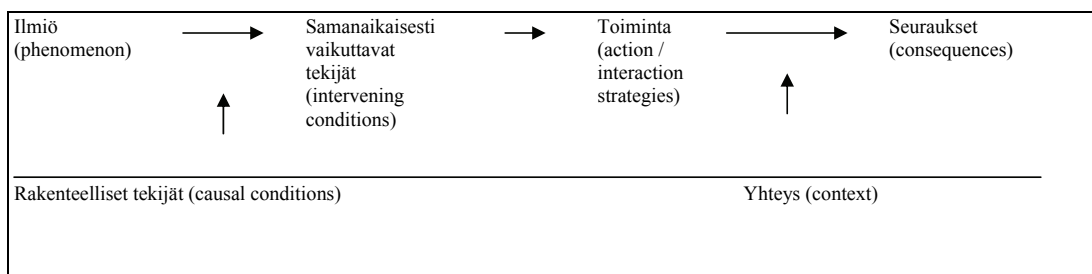 Ilmiö
(phenomenon)
Samanaikaisesti
vaikuttavat
tekijät
(intervening
conditions)
Toiminta
(action /
interaction
strategies)
Seuraukset
(consequences)
Rakenteelliset tekijät (causal conditions)
Yhteys (context)